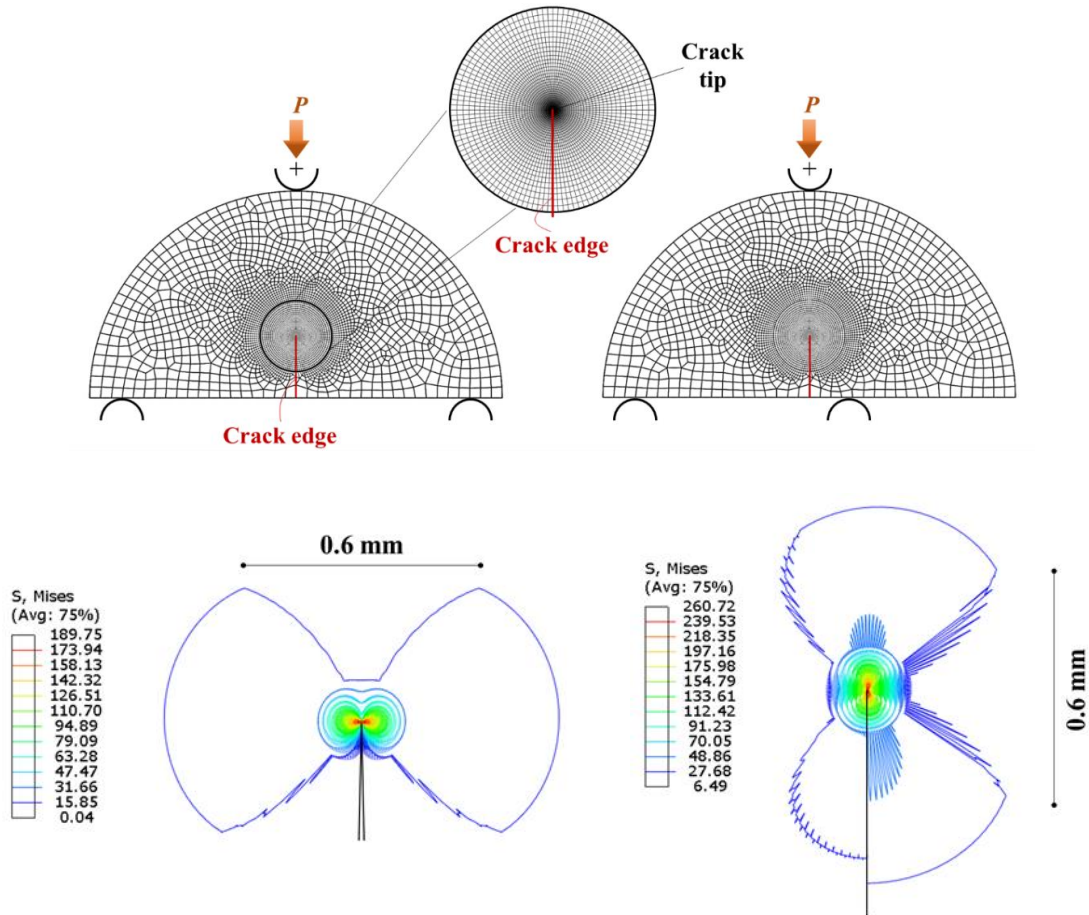 Crack
tip
P
P
Crack edge
Crack edge
0.6 mm
S, Mises
(Avg: 75%)
189.75
173.94
158.13
142.32
126.51
110.70
94.89
79.09
63.28
47.47
31.66
15.85
0.04
S, Mises
(Avg: 75%)
260.72
239.53
218.35
197.16
175.98
154.79
133.61
112.42
91.23
70.05
48.86
27.68
6.49
0.6 mm